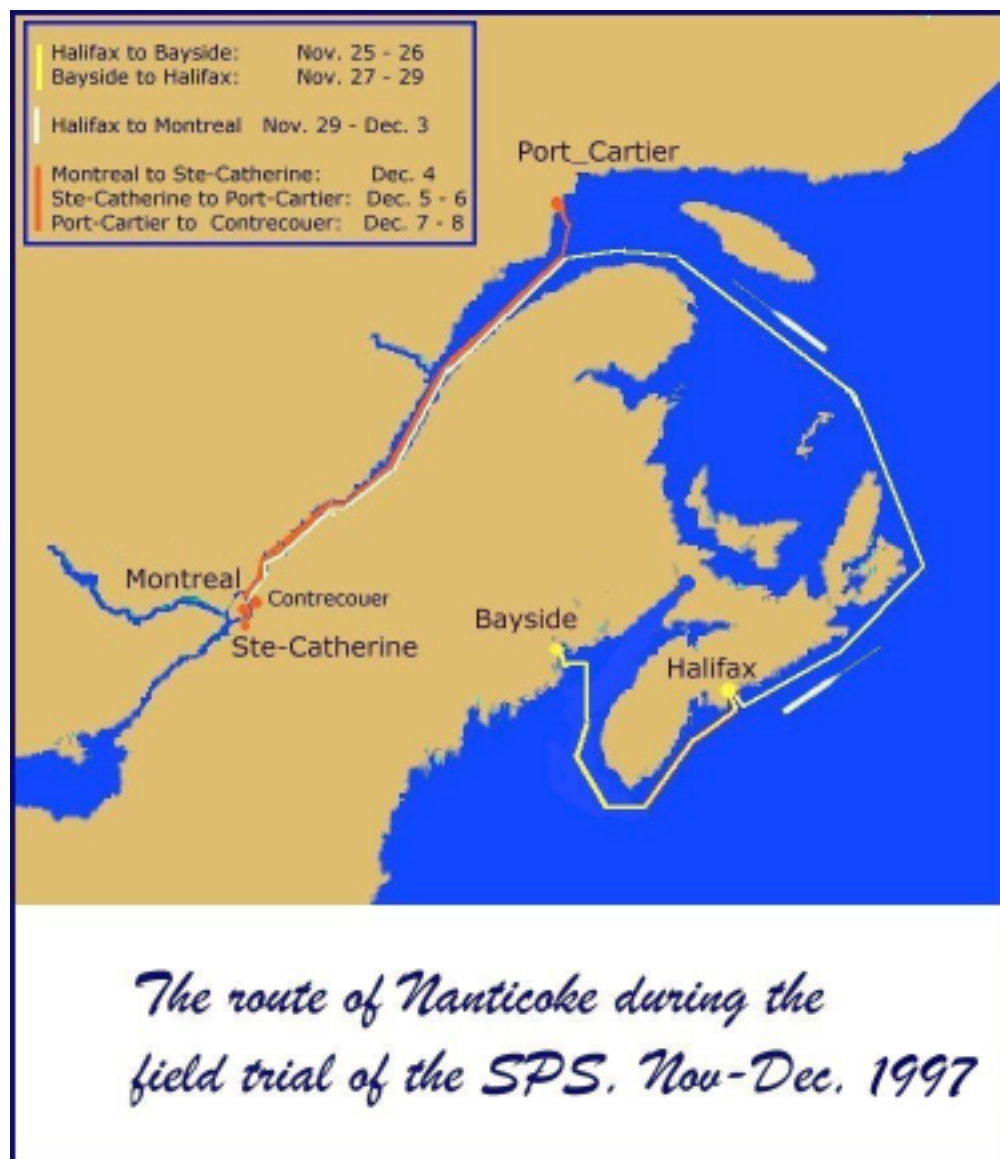 Halifax to Bayside: Nov. 25 - 26
Bayside to Halifax: Nov. 27 - 29
Halifax to Montreal Nov. 29 - Dec. 3
Montreal to Ste-Catherine: Dec. 4
Ste-Catherine to Port-Cartier: Dec. 5 - 6
Port-Cartier to Contrecouer: Dec. 7 - 8
Port_Cartier
Montreal
Contrecouer
Ste-Catherine
Bayside
Halifax
The route of Nanticoke during the
field trial of the SPS. Nov-Dec. 1997